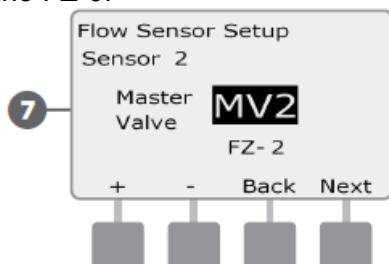 Flow Sensor Setup
Sensor 2
7
Master
Valve
MV2
FZ- 2
+ - Back Next